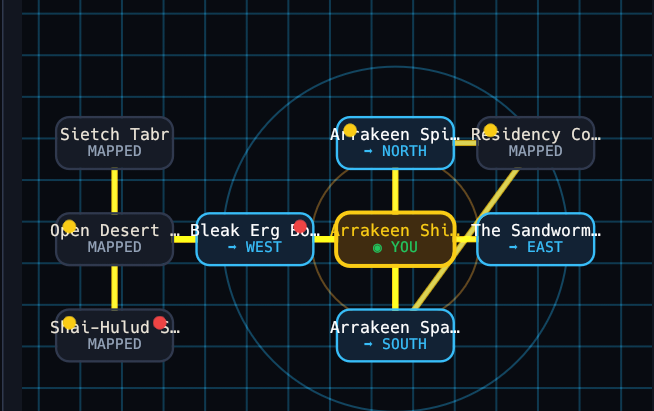 Sietch Tabr
MAPPED
Arrakeen Spi…
➡ NORTH
Residency Co…
MAPPED
Open Desert …
MAPPED
Bleak Erg Bo…
➡ WEST
Arrakeen Shi…
◉ YOU
The Sandworm…
➡ EAST
Shai-Hulud S…
MAPPED
Arrakeen Spa…
➡ SOUTH